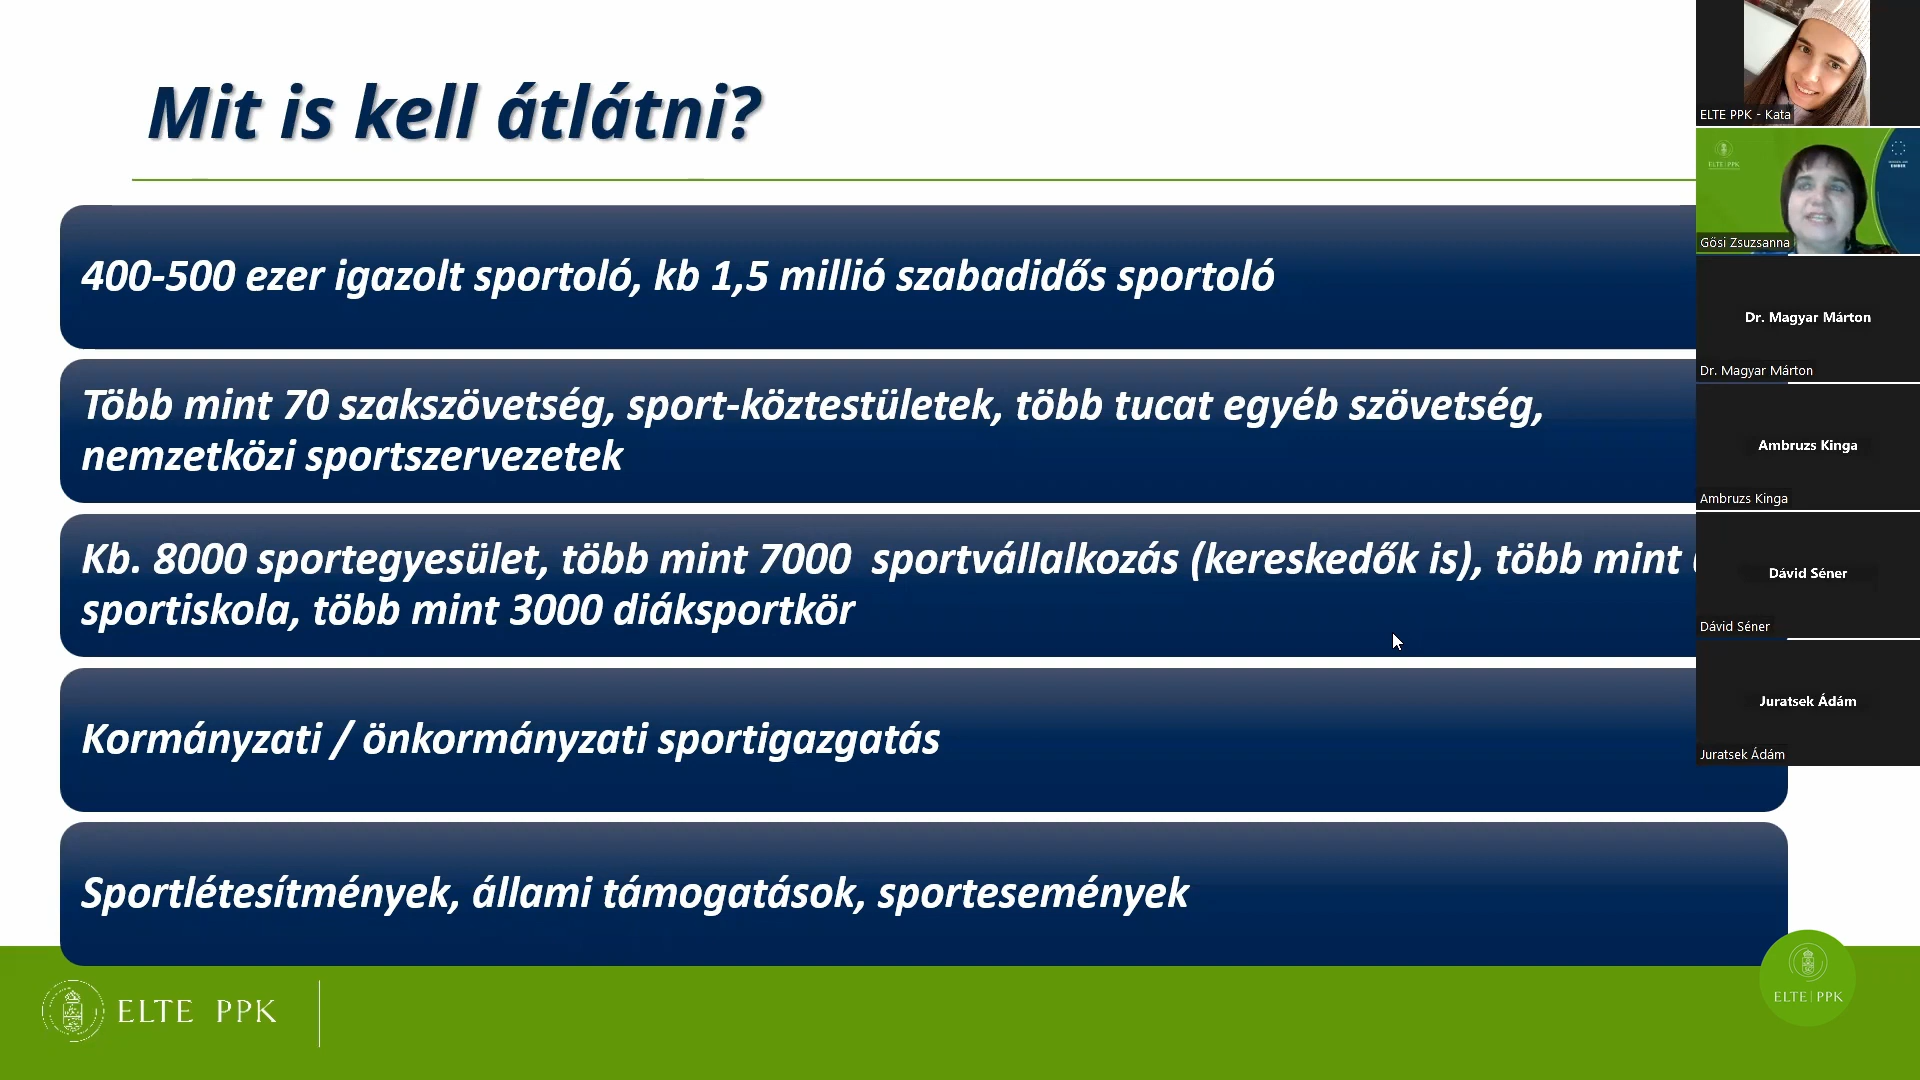 Mit is kell átlátni?
400-500 ezer igazolt sportoló, kb 1,5 millió szabadidős sportoló
Több mint 70 szakszövetség, sport-köztestületek, több tucat egyéb szövetség,
nemzetközi sportszervezetek
Kb. 8000 sportegyesület, több mint 7000 sportvállalkozás (kereskedők is), több mint
sportiskola, több mint 3000 diáksportkör
Kormányzati / önkormányzati sportigazgatás
Sportlétesítmények, állami támogatások, sportesemények
ELTE PPK
ELTE | PPK
ELTE PPK - Kata
ELTE | PPK
Gősi Zsuzsanna
Dr. Magyar Márton
Dr. Magyar Márton
Ambruzs Kinga
Ambruzs Kinga
Dávid Séner
Dávid Séner
Juratsek Ádám
Juratsek Ádám